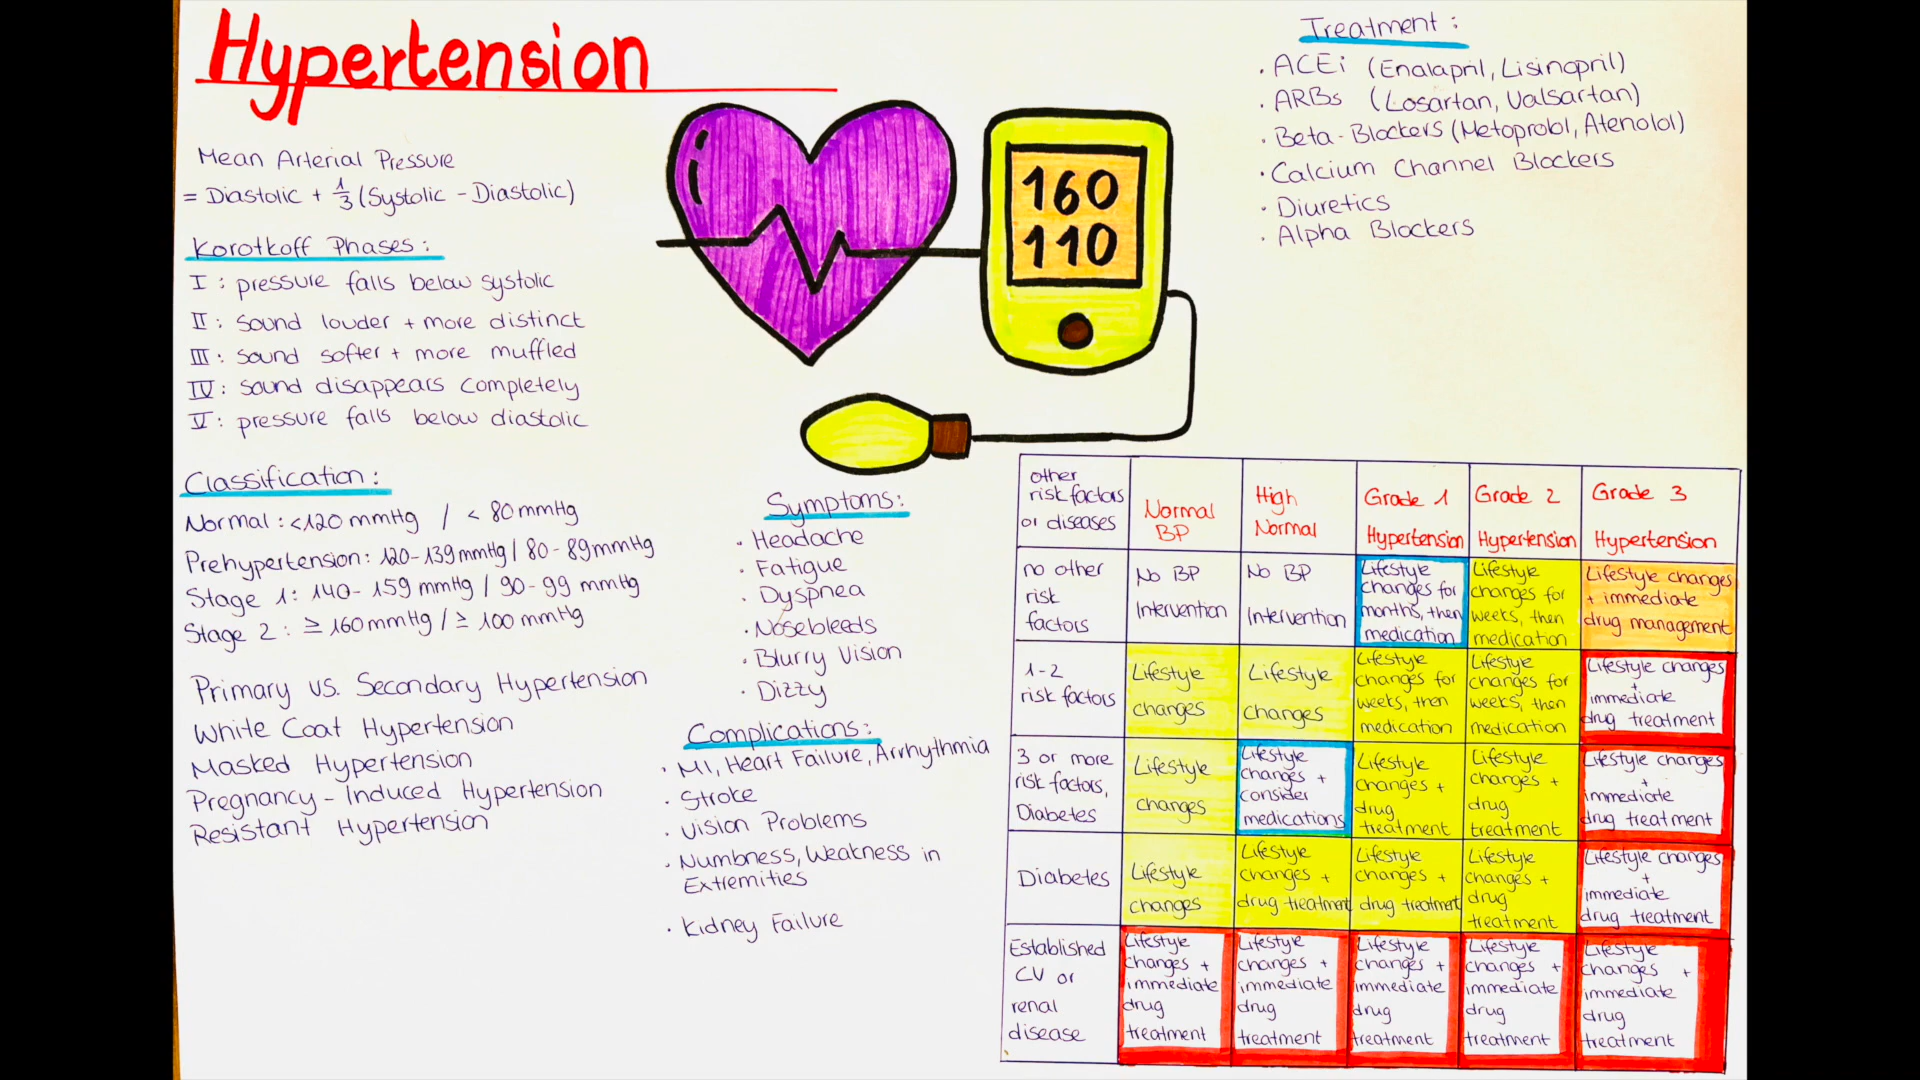 Hypertension
Mean Arterial Pressure
= Diastolic + 1/3 (Systolic - Diastolic)
Korotkoff Phases:
I : pressure falls below systolic
II : sound louder + more distinct
III : sound softer + more muffled
IV : sound disappears completely
V : pressure falls below diastolic
Classification:
Normal : <120 mmHg / < 80 mmHg
Prehypertension: 120-139 mmHg / 80-89 mmHg
Stage 1: 140-159 mmHg / 90-99 mmHg
Stage 2 : ≥ 160 mmHg / ≥ 100 mmHg
Primary vs. Secondary Hypertension
White Coat Hypertension
Masked Hypertension
Pregnancy - Induced Hypertension
Resistant Hypertension
160
110
Symptoms:
· Headache
· Fatigue
· Dyspnea
· Nosebleeds
· Blurry Vision
· Dizzy
Complications:
· MI, Heart Failure, Arrhythmia
· Stroke
· Vision Problems
· Numbness, Weakness in
Extremities
· Kidney Failure
Treatment :
· ACEi (Enalapril, Lisinopril)
· ARBs (Losartan, Valsartan)
· Beta-Blockers (Metoprolol, Atenolol)
· Calcium Channel Blockers
· Diuretics
· Alpha Blockers
other
risk factors
or diseases
Normal
BP
High
Normal
Grade 1
Hypertension
Grade 2
Hypertension
Grade 3
Hypertension
no other
risk
factors
No BP
Intervention
No BP
Intervention
Lifestyle
changes for
months, then
medication
Lifestyle
changes for
weeks, then
medication
Lifestyle changes
+ immediate
drug management
1-2
risk factors
Lifestyle
changes
Lifestyle
changes
Lifestyle
changes for
weeks, then
medication
Lifestyle
changes for
weeks, then
medication
Lifestyle changes
+
immediate
drug treatment
3 or more
risk factors,
Diabetes
Lifestyle
changes
Lifestyle
changes +
consider
medications
Lifestyle
changes +
drug
treatment
Lifestyle
changes +
drug
treatment
Lifestyle changes
+
immediate
drug treatment
Diabetes
Lifestyle
changes
Lifestyle
changes +
drug treatment
Lifestyle
changes +
drug treatment
Lifestyle
changes +
drug
treatment
Lifestyle changes
+
immediate
drug treatment
Established
CV or
renal
disease
Lifestyle
changes +
immediate
drug
treatment
Lifestyle
changes +
immediate
drug
treatment
Lifestyle
changes +
immediate
drug
treatment
Lifestyle
changes +
immediate
drug
treatment
Lifestyle
changes +
immediate
drug
treatment